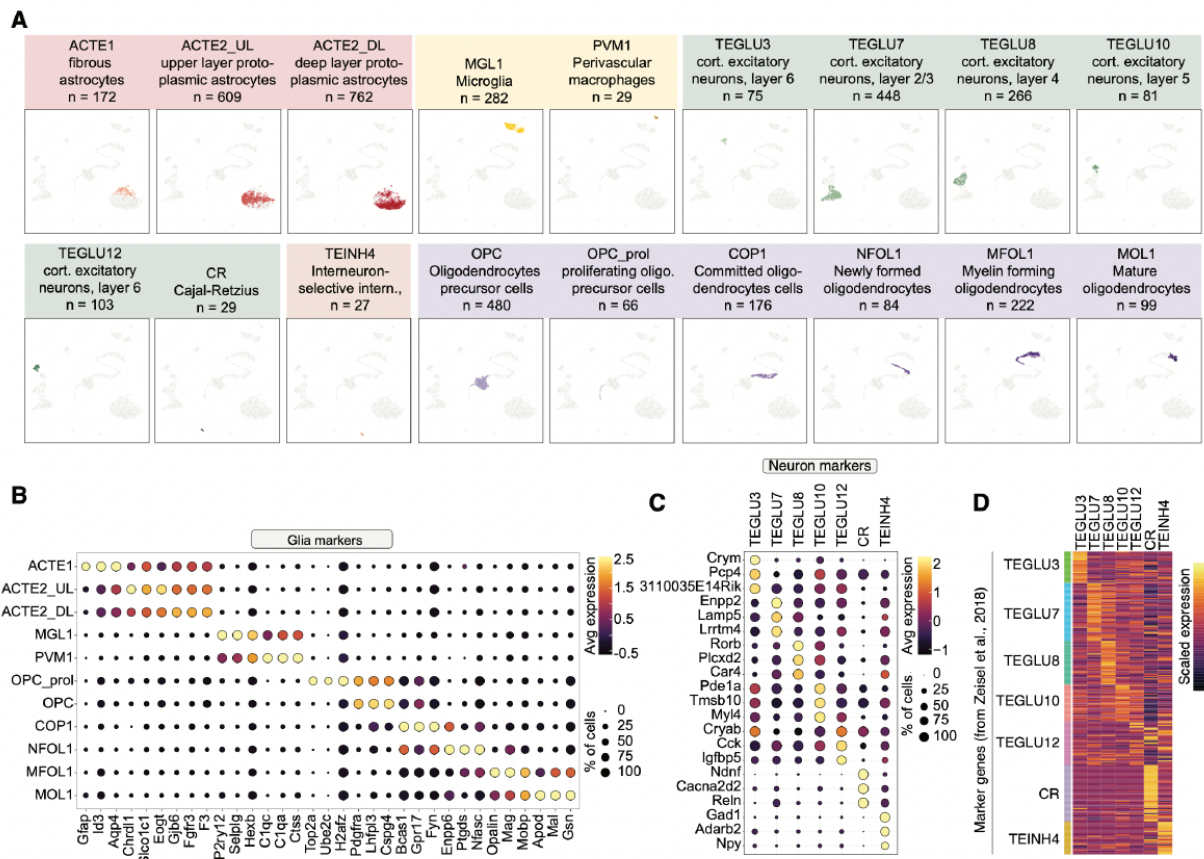 A
ACTE1
fibrous
astrocytes
n = 172
ACTE2_UL
upper layer proto-
plasmic astrocytes
n = 609
ACTE2_DL
deep layer proto-
plasmic astrocytes
n = 762
MGL1
Microglia
n = 282
PVM1
Perivascular
macrophages
n = 29
TEGLU3
cort. excitatory
neurons, layer 6
n = 75
TEGLU7
cort. excitatory
neurons, layer 2/3
n = 448
TEGLU8
cort. excitatory
neurons, layer 4
n = 266
TEGLU10
cort. excitatory
neurons, layer 5
n = 81
TEGLU12
cort. excitatory
neurons, layer 6
n = 103
CR
Cajal-Retzius
n = 29
TEINH4
Interneuron-
selective intern.,
n = 27
OPC
Oligodendrocytes
precursor cells
n = 480
OPC_prol
proliferating oligo.
precursor cells
n = 66
COP1
Committed oligo-
dendrocytes cells
n = 176
NFOL1
Newly formed
oligodendrocytes
n = 84
MFOL1
Myelin forming
oligodendrocytes
n = 222
MOL1
Mature
oligodendrocytes
n = 99
B
Glia markers
ACTE1
ACTE2_UL
ACTE2_DL
MGL1
PVM1
OPC_prol
OPC
COP1
NFOL1
MFOL1
MOL1
Gfap
Id3
Aqp4
Chrdl1
Slco1c1
Eogt
Gjb6
Fgfr3
F3
P2ry12
Selplg
Hexb
C1qc
C1qa
Ctss
Top2a
Ube2c
H2afz
Pdgfra
Lhfpl3
Cspg4
Bcas1
Gpr17
Fyn
Enpp6
Ptgds
Nfasc
Opalin
Mag
Mobp
Apod
Mal
Gsn
Avg expression
2.5
1.5
0.5
-0.5
% of cells
0
25
50
75
100
C
Neuron markers
TEGLU3
TEGLU7
TEGLU8
TEGLU10
TEGLU12
CR
TEINH4
Crym
Pcp4
3110035E14Rik
Enpp2
Lamp5
Lrrtm4
Rorb
Plcxd2
Car4
Pde1a
Tmsb10
Myl4
Cryab
Cck
Igfbp5
Ndnf
Cacna2d2
Reln
Gad1
Adarb2
Npy
Avg expression
2
1
0
−1
% of cells
0
25
50
75
100
D
TEGLU3
TEGLU7
TEGLU8
TEGLU10
TEGLU12
CR
TEINH4
Marker genes (from Zeisel et al., 2018)
TEGLU3
TEGLU7
TEGLU8
TEGLU10
TEGLU12
CR
TEINH4
Scaled expression